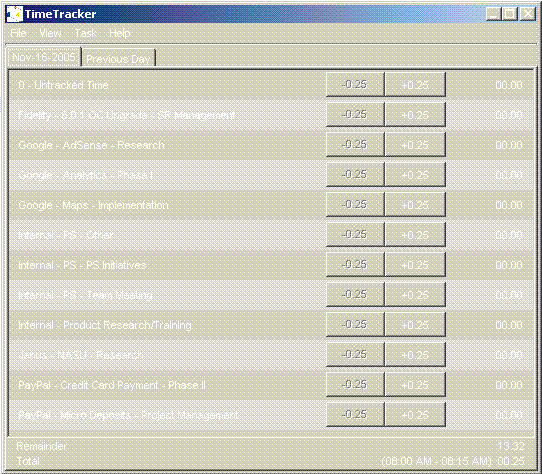 TimeTracker
File View Task Help
Nov-16-2005 Previous Day
0 - Untracked Time -0.25 +0.25 00.00
Fidelity - 6.0.1 QC Upgrade - SR Management -0.25 +0.25 00.00
Google - AdSense - Research -0.25 +0.25 00.00
Google - Analytics - Phase I -0.25 +0.25 00.00
Google - Maps - Implementation -0.25 +0.25 00.00
Internal - PS - Other -0.25 +0.25 00.00
Internal - PS - PS Initiatives -0.25 +0.25 00.00
Internal - PS - Team Meeting -0.25 +0.25 00.00
Internal - Product Research/Training -0.25 +0.25 00.00
Janus - NASU - Research -0.25 +0.25 00.00
PayPal - Credit Card Payment - Phase II -0.25 +0.25 00.00
PayPal - Micro Deposits - Project Management -0.25 +0.25 00.00
Remainder 13.32
Total (08:00 AM - 08:15 AM) 00.25